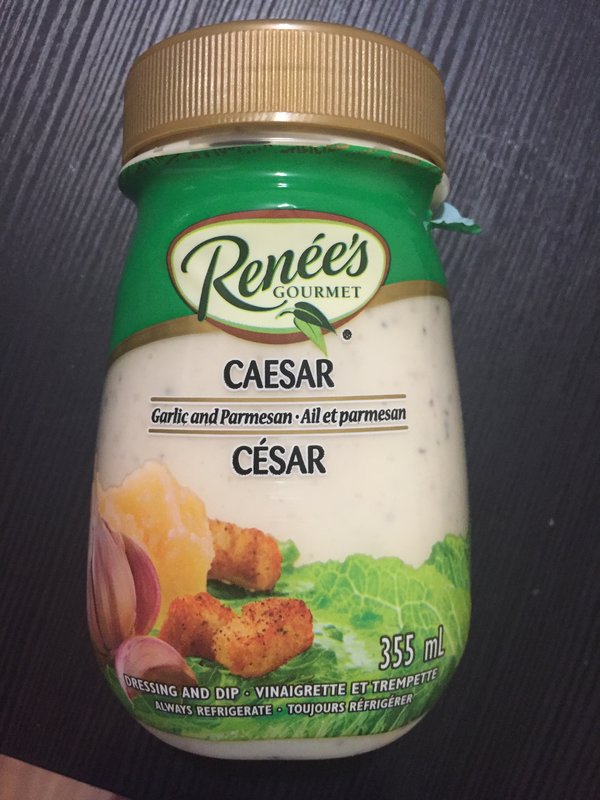 Renée's
GOURMET
®
CAESAR
Garlic and Parmesan · Ail et parmesan
CÉSAR
355 mL
DRESSING AND DIP · VINAIGRETTE ET TREMPETTE
ALWAYS REFRIGERATE · TOUJOURS RÉFRIGÉRER